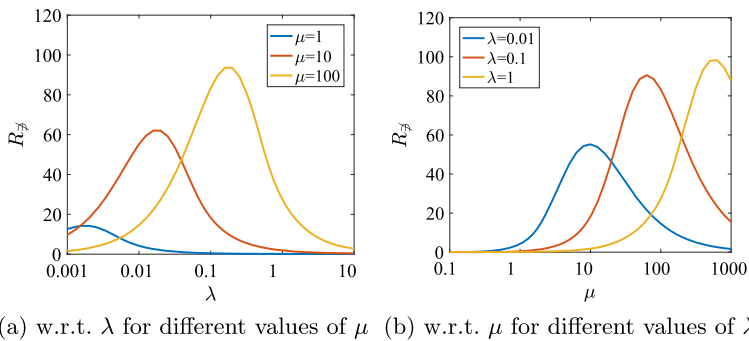 120
100
80
60
40
20
0
R⇏
μ=1
μ=10
μ=100
0.001 0.01 0.1 1 10
λ
120
100
80
60
40
20
0
λ=0.01
λ=0.1
λ=1
0.1 1 10 100 1000
μ
(a) w.r.t. λ for different values of μ
(b) w.r.t. μ for different values of λ